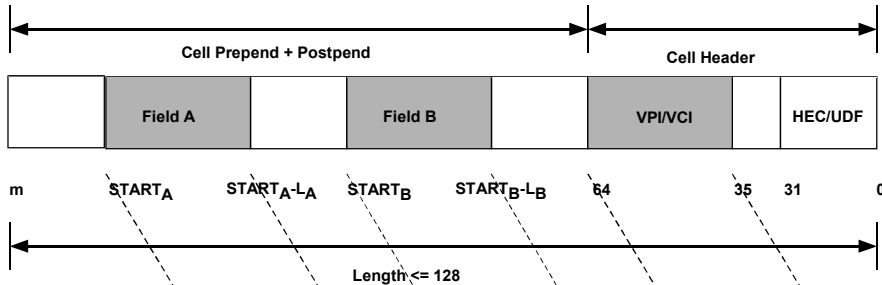 Cell Prepend + Postpend
Cell Header
Field A
Field B
VPI/VCI
HEC/UDF
m
STARTA
STARTA-LA
STARTB
STARTB-LB
64
35
31
0
Length <= 128